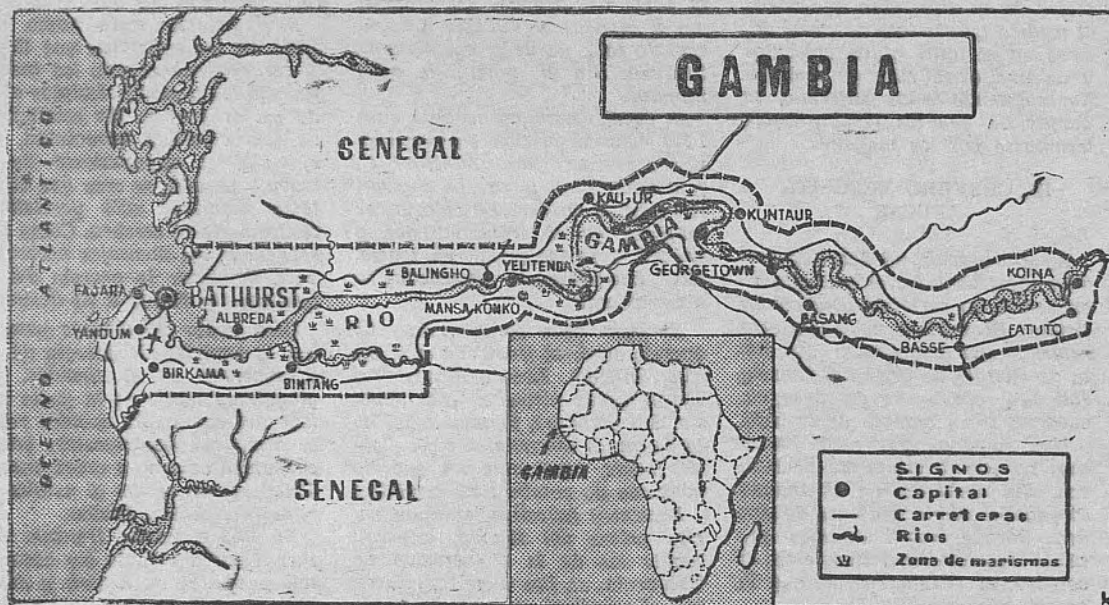 GAMBIA
OCEANO ATLANTICO
SENEGAL
KAU-UR
KUNTAUR
GAMBIA
BALINGHO
YELITENDA
GEORGETOWN
KOINA
FAJARA
BATHURST
ALBREDA
RIO
MANSA KONKO
BASANG
FATUTO
YANDUM
BASSE
BIRKAMA
BINTANG
SENEGAL
GAMBIA
SIGNOS
Capital
Carreteras
Rios
Zona de marismas